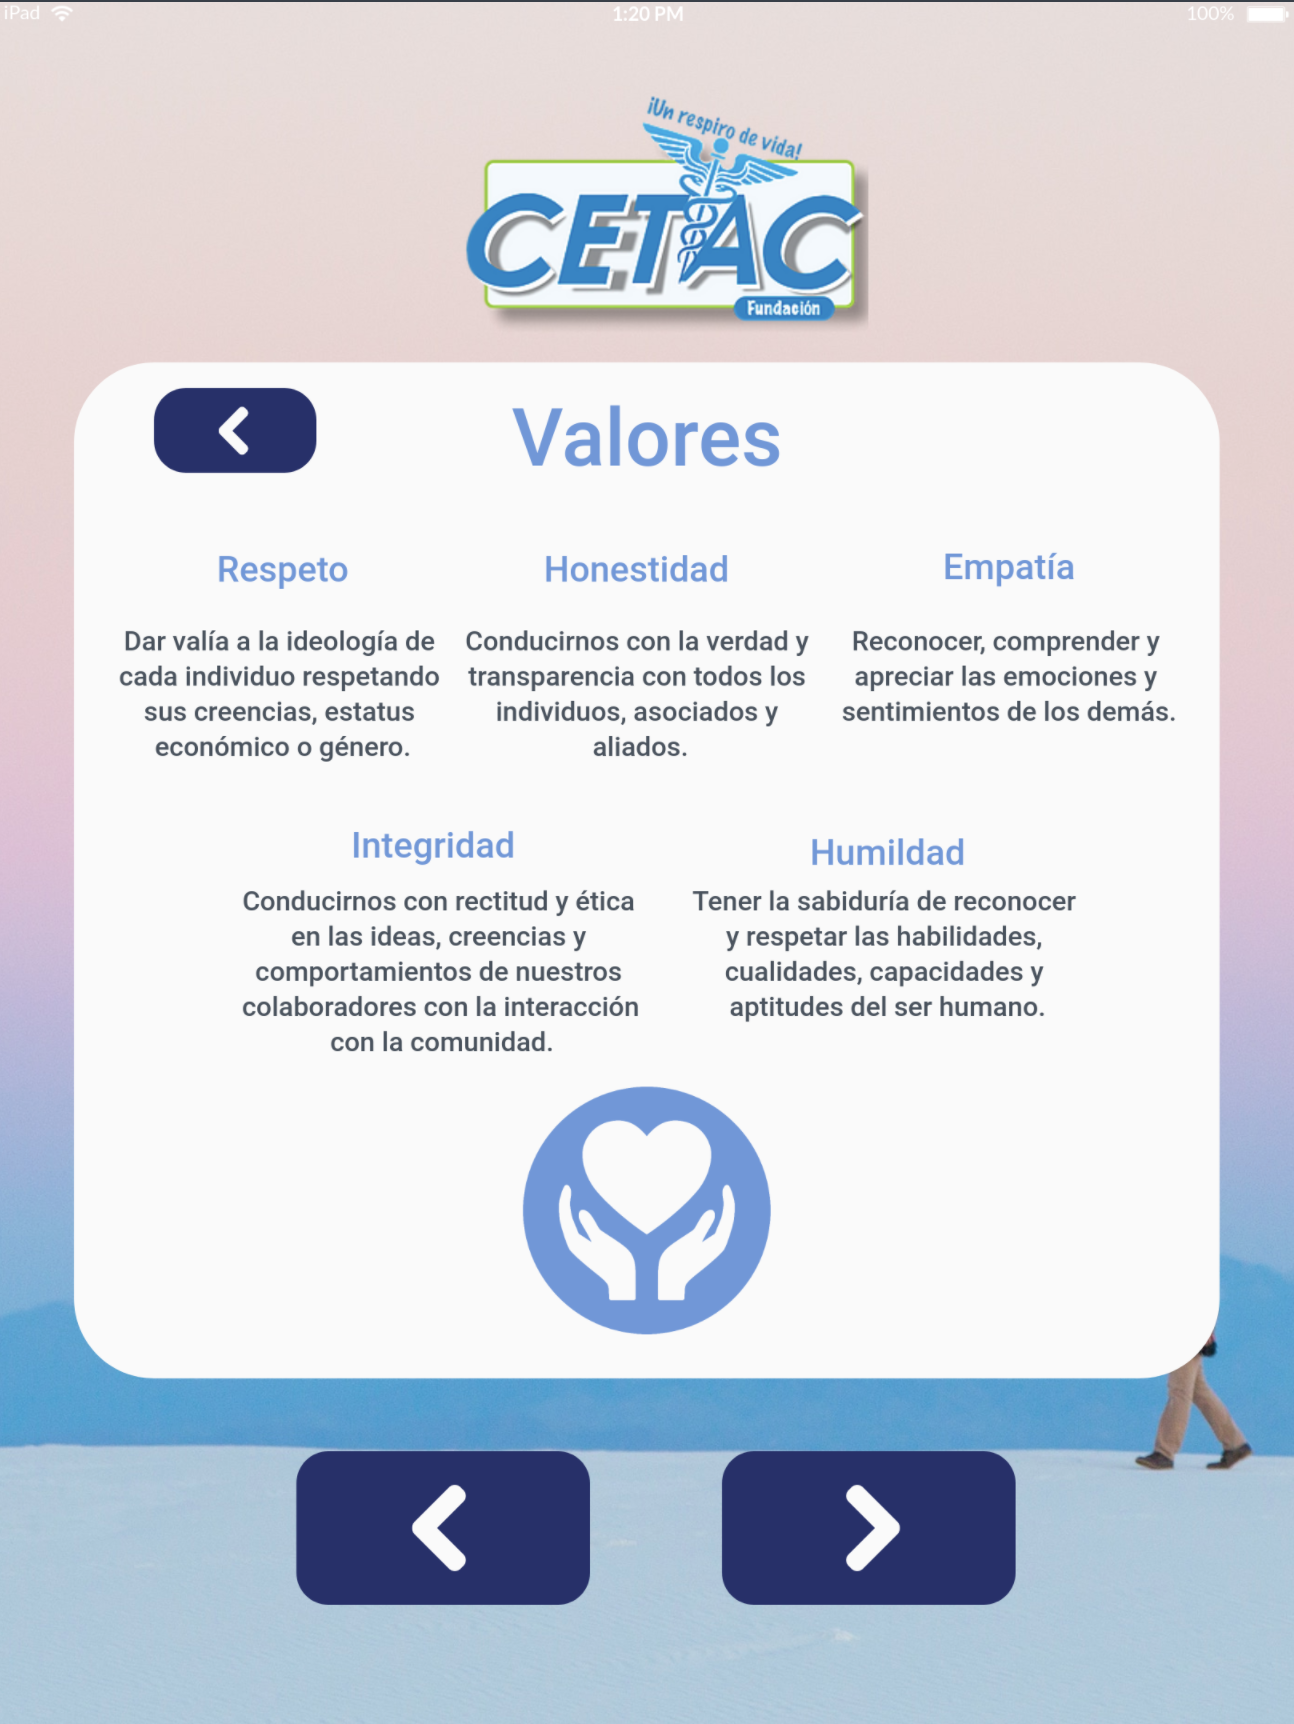 iPad
1:20 PM
100%
¡Un respiro de vida!
CETAC
Fundación
Valores
Respeto
Dar valía a la ideología de
cada individuo respetando
sus creencias, estatus
económico o género.
Honestidad
Conducirnos con la verdad y
transparencia con todos los
individuos, asociados y
aliados.
Empatía
Reconocer, comprender y
apreciar las emociones y
sentimientos de los demás.
Integridad
Conducirnos con rectitud y ética
en las ideas, creencias y
comportamientos de nuestros
colaboradores con la interacción
con la comunidad.
Humildad
Tener la sabiduría de reconocer
y respetar las habilidades,
cualidades, capacidades y
aptitudes del ser humano.